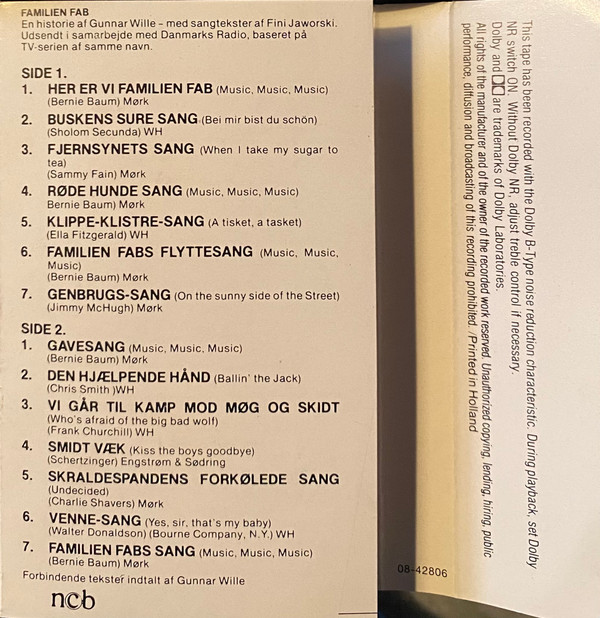 FAMILIEN FAB
En historie af Gunnar Wille – med sangtekster af Fini Jaworski.
Udsendt i samarbejde med Danmarks Radio, baseret på
TV-serien af samme navn.
SIDE 1.
1. HER ER VI FAMILIEN FAB (Music, Music, Music)
(Bernie Baum) Mørk
2. BUSKENS SURE SANG (Bei mir bist du schön)
(Sholom Secunda) WH
3. FJERNSYNETS SANG (When I take my sugar to
tea)
(Sammy Fain) Mørk
4. RØDE HUNDE SANG (Music, Music, Music)
Bernie Baum) Mørk
5. KLIPPE-KLISTRE-SANG (A tisket, a tasket)
(Ella Fitzgerald) WH
6. FAMILIEN FABS FLYTTESANG (Music, Music,
Music)
(Bernie Baum) Mørk
7. GENBRUGS-SANG (On the sunny side of the Street)
(Jimmy McHugh) Mørk
SIDE 2.
1. GAVESANG (Music, Music, Music)
(Bernie Baum) Mørk
2. DEN HJÆLPENDE HÅND (Ballin' the Jack)
(Chris Smith )WH
3. VI GÅR TIL KAMP MOD MØG OG SKIDT
(Who's afraid of the big bad wolf)
(Frank Churchill) WH
4. SMIDT VÆK (Kiss the boys goodbye)
(Schertzinger) Engstrøm & Sødring
5. SKRALDESPANDENS FORKØLEDE SANG
(Undecided)
(Charlie Shavers) Mørk
6. VENNE-SANG (Yes, sir, that's my baby)
(Walter Donaldson) (Bourne Company, N.Y.) WH
7. FAMILIEN FABS SANG (Music, Music, Music)
(Bernie Baum) Mørk
Forbindende tekster indtalt af Gunnar Wille
ncb
This tape has been recorded with the Dolby B-Type noise reduction characteristic. During playback, set Dolby
NR switch ON. Without Dolby NR, adjust treble control if necessary.
Dolby and are trademarks of Dolby Laboratories.
All rights of the manufacturer and of the owner of the recorded work reserved. Unauthorized copying, lending, hiring, public
performance, diffusion and broadcasting of this recording prohibited. /Printed in Holland
08-42806